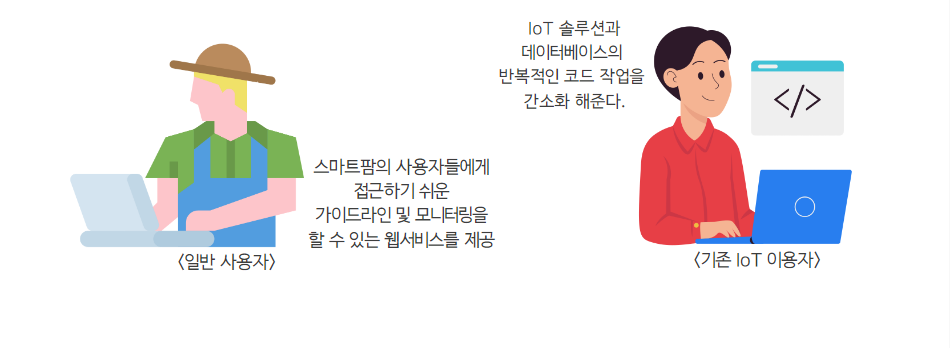 스마트팜의 사용자들에게
접근하기 쉬운
가이드라인 및 모니터링을
할 수 있는 웹서비스를 제공
<일반 사용자>
IoT 솔루션과
데이터베이스의
반복적인 코드 작업을
간소화 해준다.
</>
<기존 IoT 이용자>